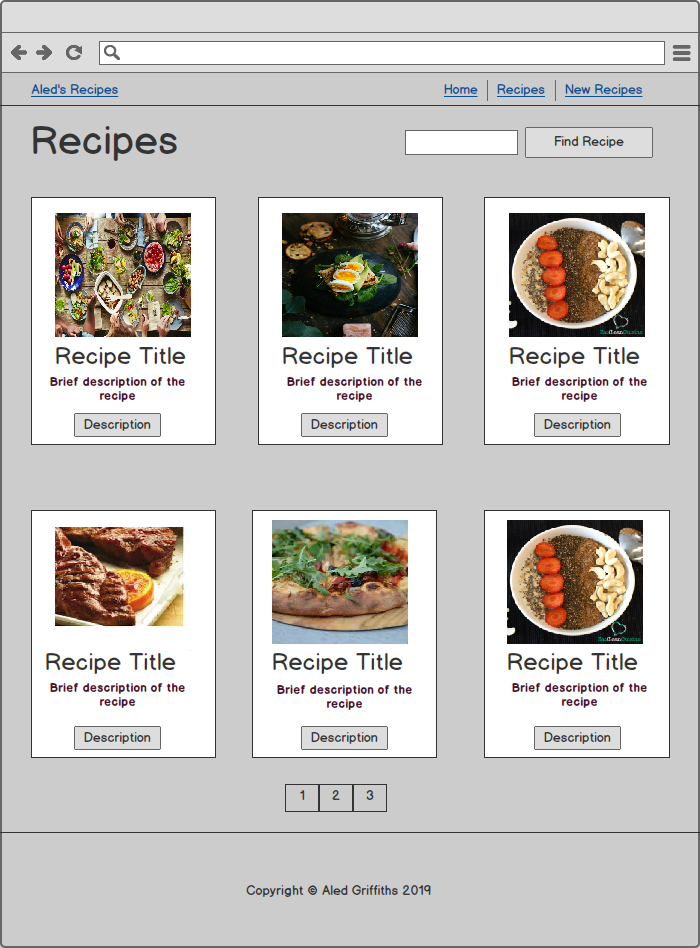 Aled's Recipes
Home
Recipes
New Recipes
Recipes
Find Recipe
Recipe Title
Brief description of the
recipe
Description
Recipe Title
Brief description of the
recipe
Description
Recipe Title
Brief description of the
recipe
Description
Recipe Title
Brief description of the
recipe
Description
Recipe Title
Brief description of the
recipe
Description
Recipe Title
Brief description of the
recipe
Description
1 2 3
Copyright © Aled Griffiths 2019